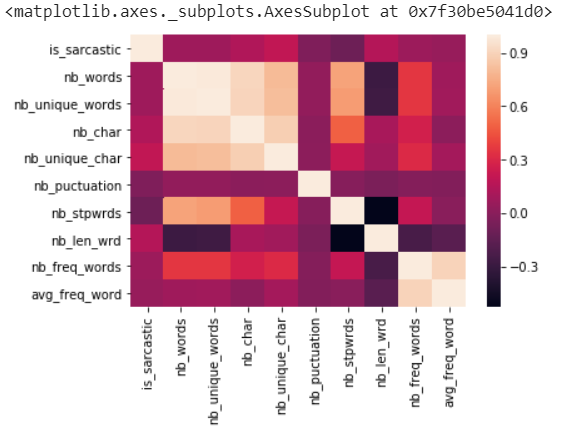 <matplotlib.axes._subplots.AxesSubplot at 0x7f30be5041d0>
is_sarcastic
nb_words
nb_unique_words
nb_char
nb_unique_char
nb_puctuation
nb_stpwrds
nb_len_wrd
nb_freq_words
avg_freq_word
is_sarcastic
nb_words
nb_unique_words
nb_char
nb_unique_char
nb_puctuation
nb_stpwrds
nb_len_wrd
nb_freq_words
avg_freq_word
0.9
0.6
0.3
0.0
−0.3